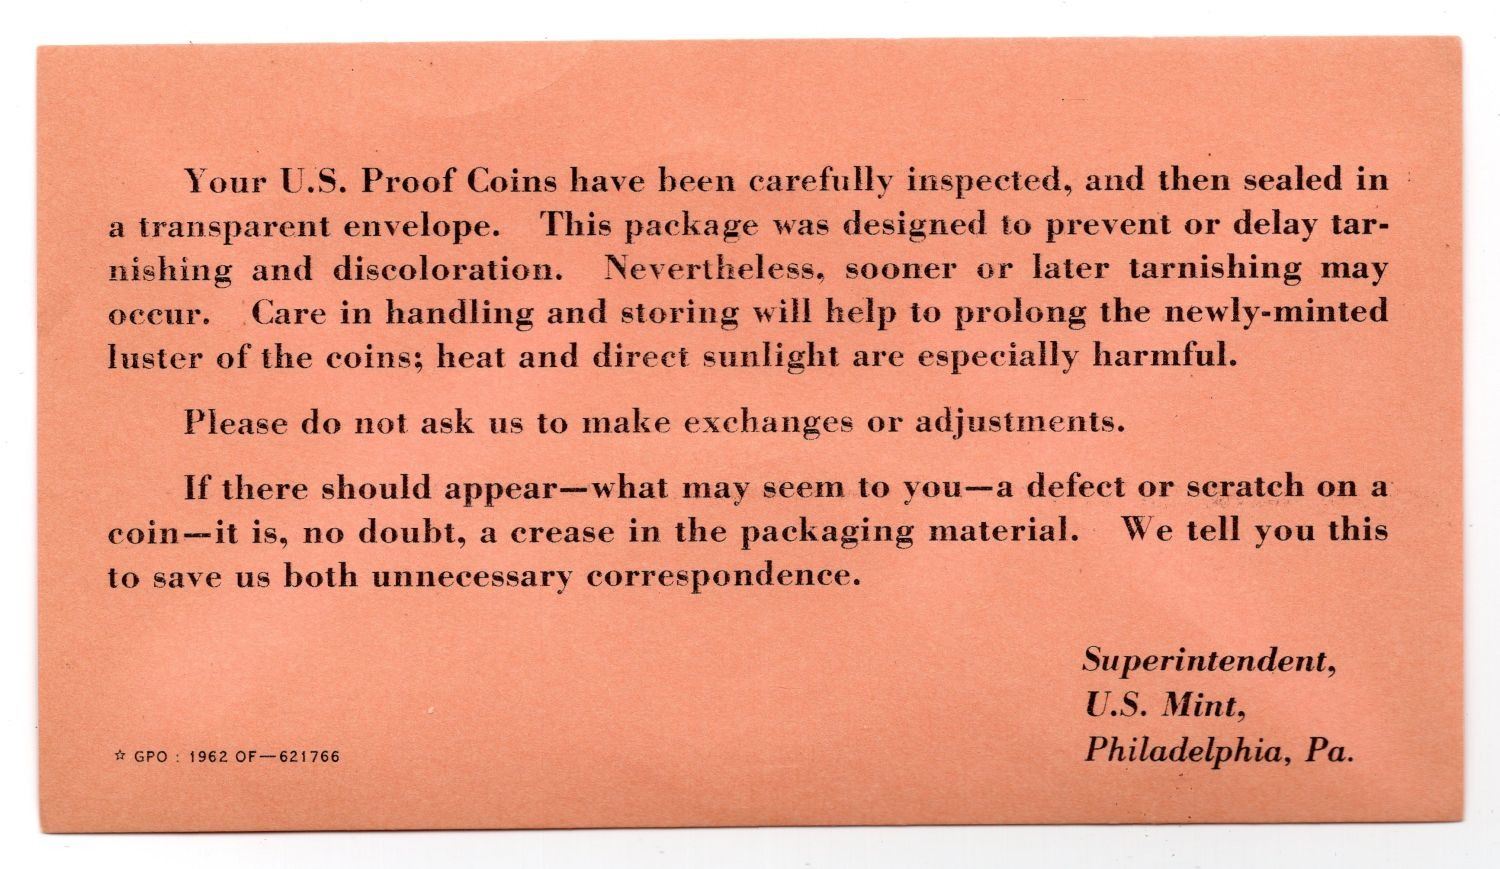 Your U.S. Proof Coins have been carefully inspected, and then sealed in
a transparent envelope. This package was designed to prevent or delay tar-
nishing and discoloration. Nevertheless, sooner or later tarnishing may
occur. Care in handling and storing will help to prolong the newly-minted
luster of the coins; heat and direct sunlight are especially harmful.
Please do not ask us to make exchanges or adjustments.
If there should appear—what may seem to you—a defect or scratch on a
coin—it is, no doubt, a crease in the packaging material. We tell you this
to save us both unnecessary correspondence.
Superintendent,
U.S. Mint,
Philadelphia, Pa.
☆ GPO : 1962 OF—621766